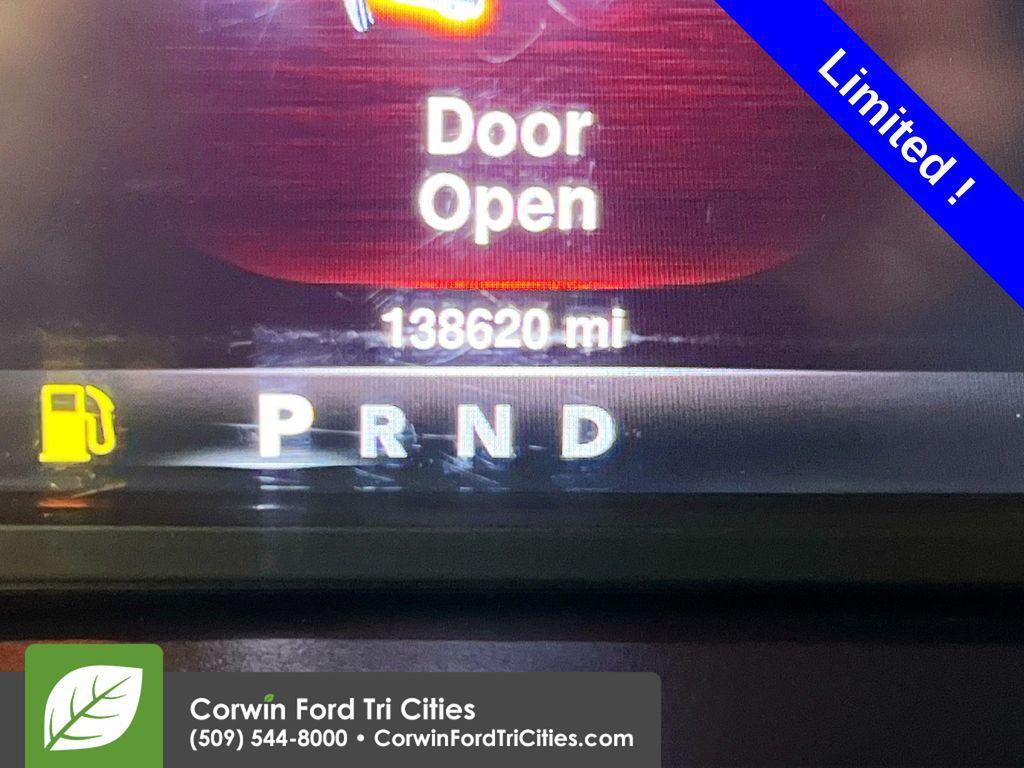 Limited !
Door
Open
138620 mi
P R N D
Corwin Ford Tri Cities
(509) 544-8000 • CorwinFordTriCities.com